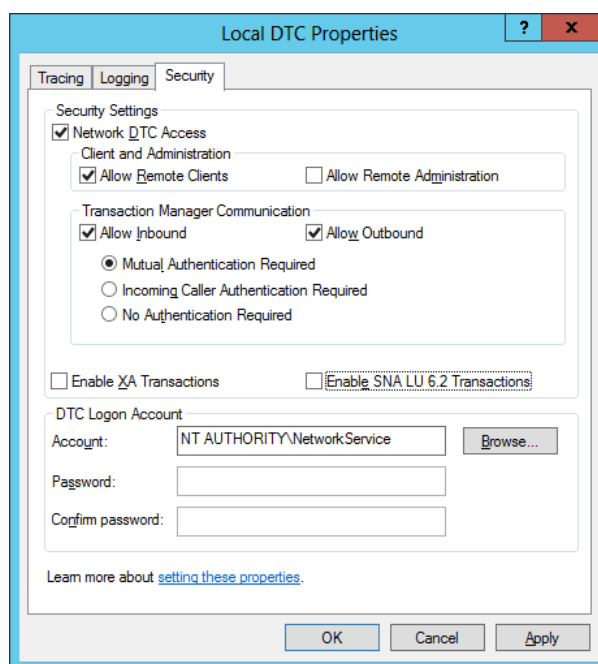 Local DTC Properties
? x
Tracing Logging Security
Security Settings
Network DTC Access
Client and Administration
Allow Remote Clients Allow Remote Administration
Transaction Manager Communication
Allow Inbound Allow Outbound
Mutual Authentication Required
Incoming Caller Authentication Required
No Authentication Required
Enable XA Transactions Enable SNA LU 6.2 Transactions
DTC Logon Account
Account: NT AUTHORITY\NetworkService Browse...
Password:
Confirm password:
Learn more about setting these properties.
OK Cancel Apply